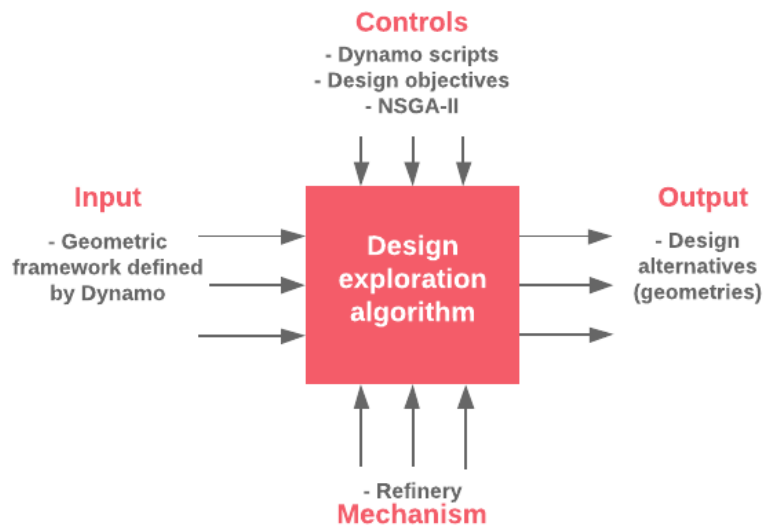 Controls
- Dynamo scripts
- Design objectives
- NSGA-II
Input
- Geometric
framework defined
by Dynamo
Design
exploration
algorithm
Output
- Design
alternatives
(geometries)
- Refinery
Mechanism